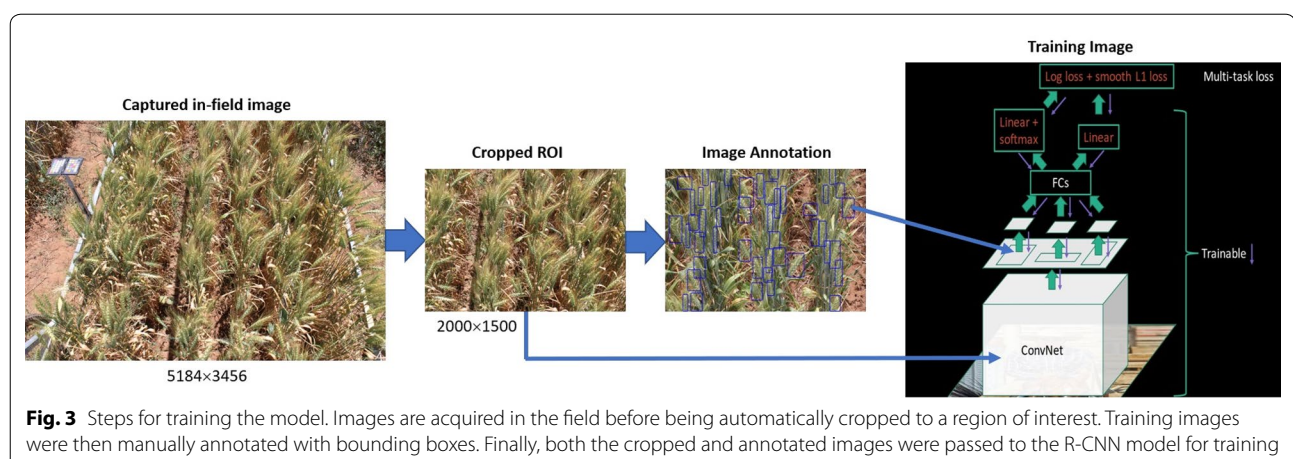 Training Image
Captured in-field image
Cropped ROI
Image Annotation
5184×3456
2000×1500
Log loss + smooth L1 loss
Multi-task loss
Linear +
softmax
Linear
FCs
Trainable
ConvNet
Fig. 3 Steps for training the model. Images are acquired in the field before being automatically cropped to a region of interest. Training images
were then manually annotated with bounding boxes. Finally, both the cropped and annotated images were passed to the R-CNN model for training